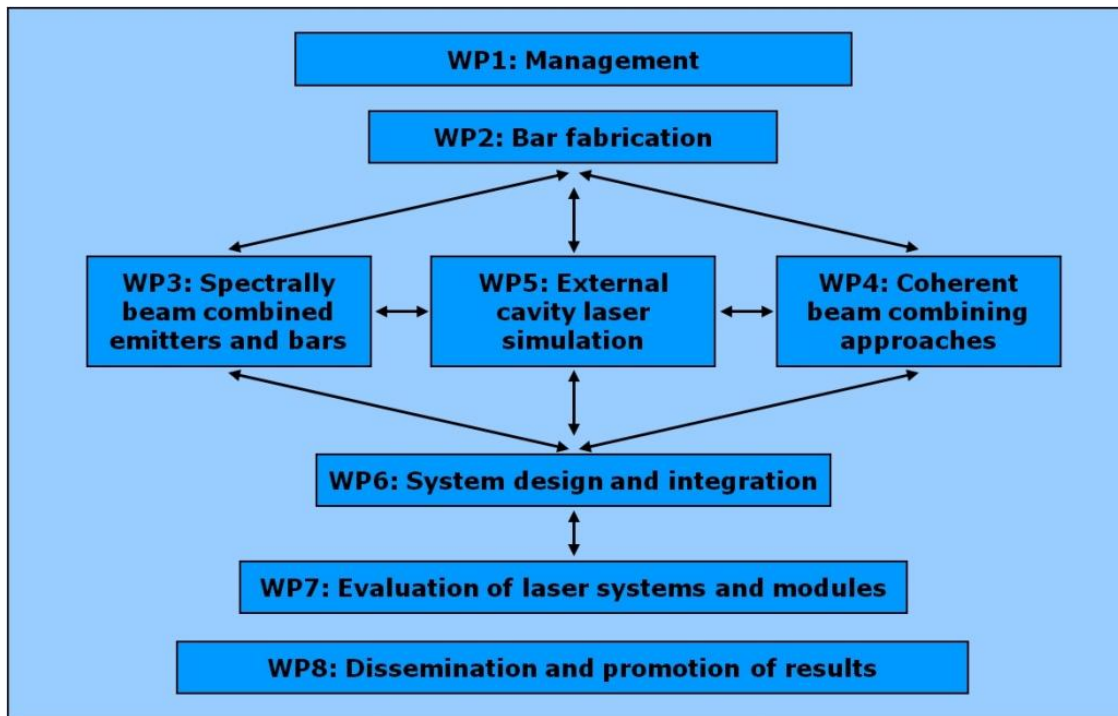 WP1: Management
WP2: Bar fabrication
WP3: Spectrally
beam combined
emitters and bars
WP5: External
cavity laser
simulation
WP4: Coherent
beam combining
approaches
WP6: System design and integration
WP7: Evaluation of laser systems and modules
WP8: Dissemination and promotion of results